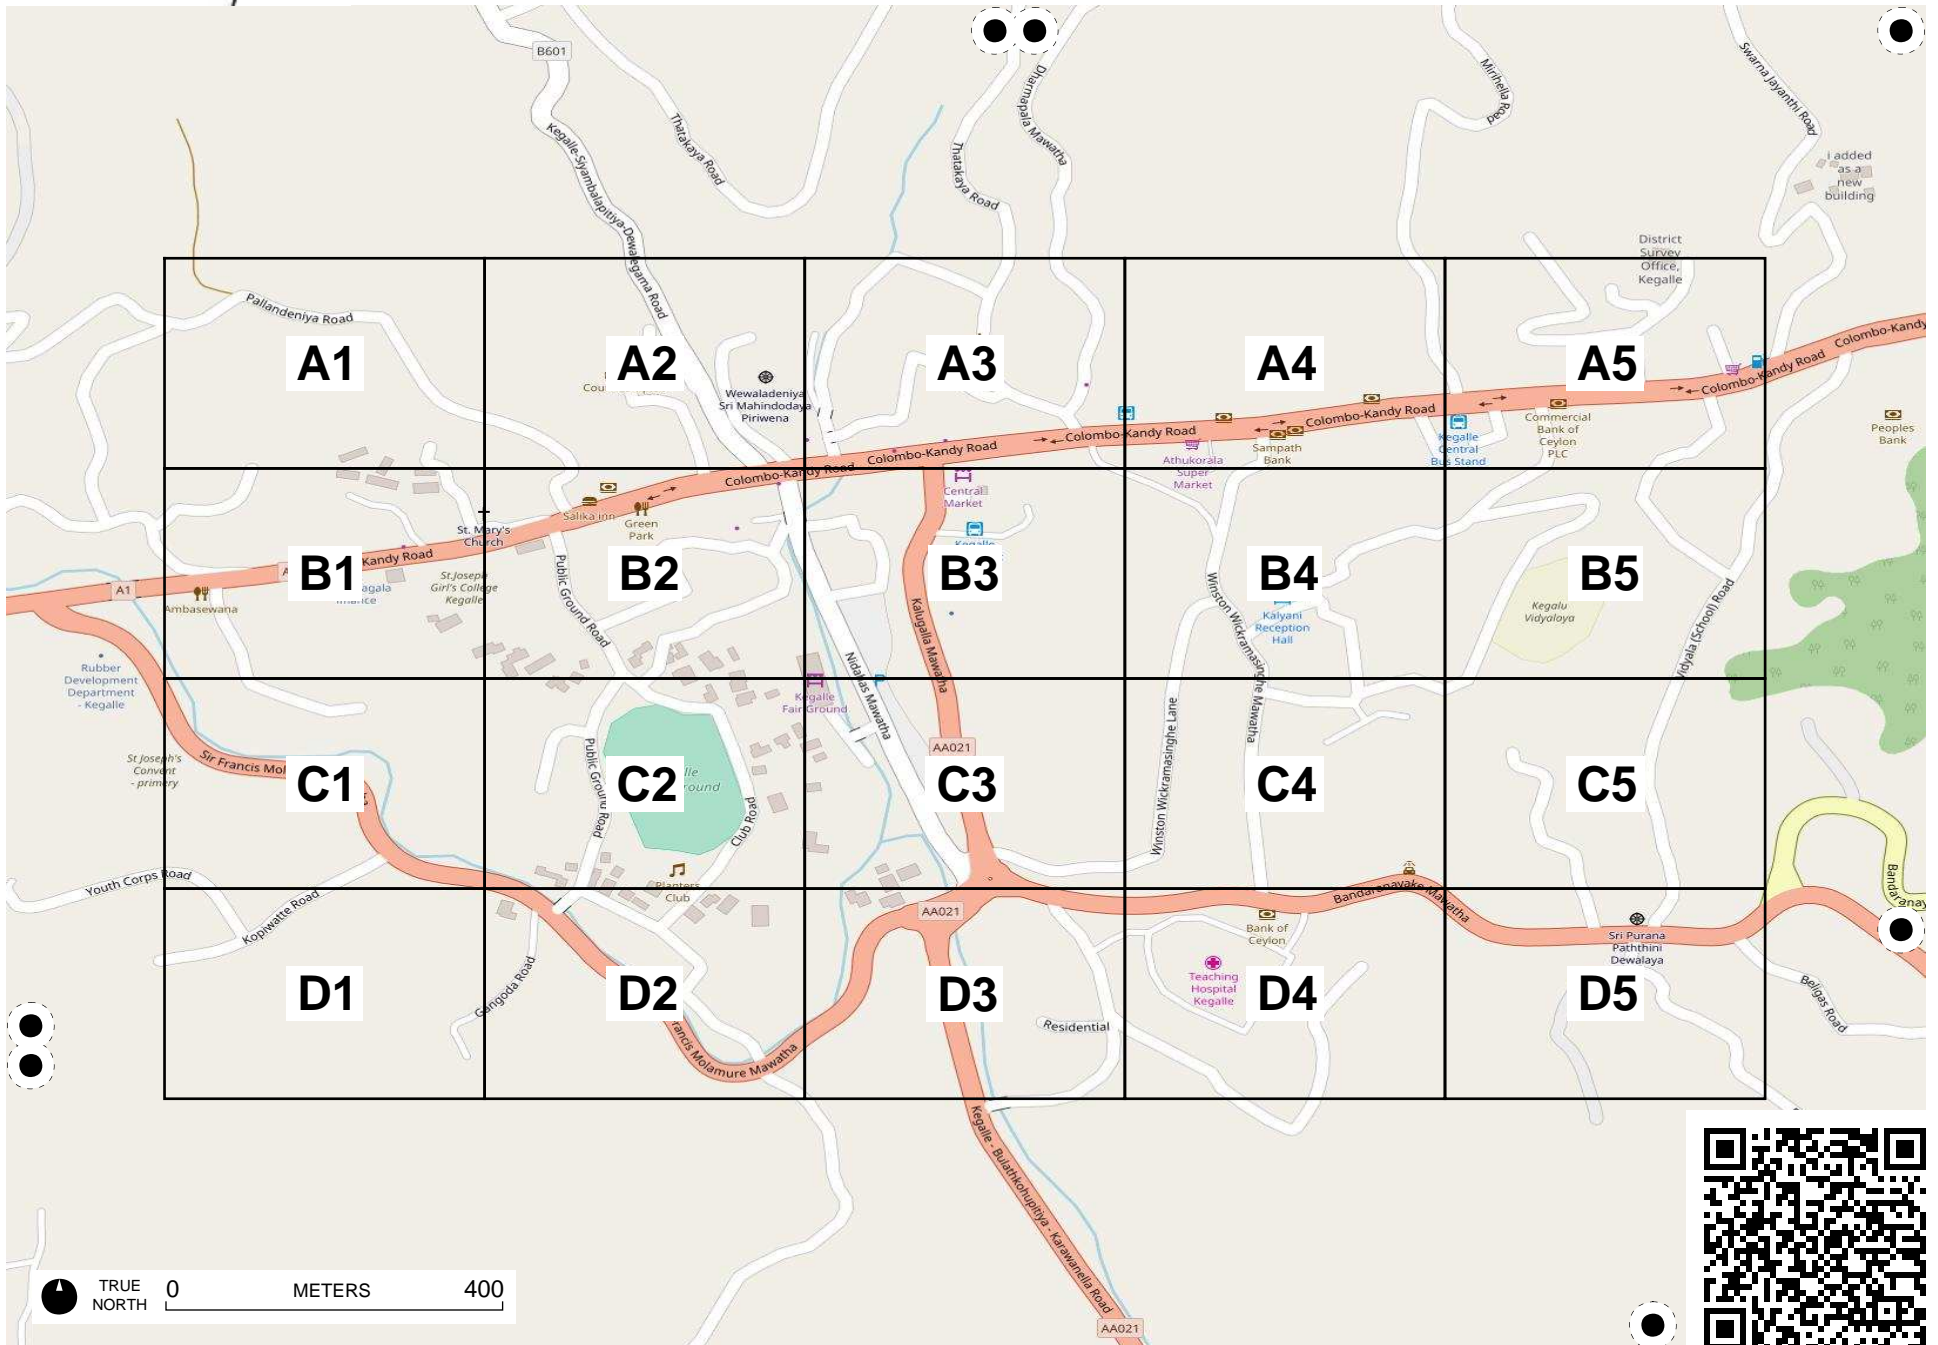 B601
Kegalle-Siyambalapitiya-Dewalegama Road
Thatakaya Road
Thatakaya Road
Dharmapala Mawatha
Mirihella Road
Swarna Jayanthi Road
i added
as a
new
building
District
Survey
Office,
Kegalle
Pallandeniya Road
A1
A2
A3
A4
A5
Wewaladeniya
Sri Mahindodaya
Piriwena
Colombo-Kandy Road
Colombo-Kandy Road
Colombo-Kandy Road
Colombo-Kandy Road
Colombo-Kandy Road
Colombo-Kandy
Athukorala
Super
Market
Sampath
Bank
Kegalle
Central
Bus Stand
Commercial
Bank of
Ceylon
PLC
Peoples
Bank
Central
Market
Salika inn
Green
Park
St. Mary's
Church
Kandy Road
A1
Ambasewana
St.Joseph
Girl's College
Kegalle
B1
B2
B3
B4
B5
Public Ground Road
Kalugalla Mawatha
Winston Wickramasinghe Mawatha
Kalyani
Reception
Hall
Kegalu
Vidyalaya
Vidyala (School) Road
Rubber
Development
Department
- Kegalle
Kegalle
Fair Ground
Nidahas Mawatha
AA021
St Joseph's
Convent
- primery
Sir Francis Mol
C1
C2
C3
C4
C5
Public Ground Road
Club Road
Winston Wickramasinghe Lane
Planters
Club
Youth Corps Road
Kopiwatte Road
Bandaranayake Mawatha
AA021
Bank of
Ceylon
Sri Purana
Paththini
Dewalaya
Teaching
Hospital
Kegalle
D1
D2
D3
D4
D5
Gangoda Road
Residential
Beligas Road
rancis Molamure Mawatha
Kegalle - Bulathkohupitiya - Karawanella Road
AA021
TRUE
NORTH
0 METERS 400